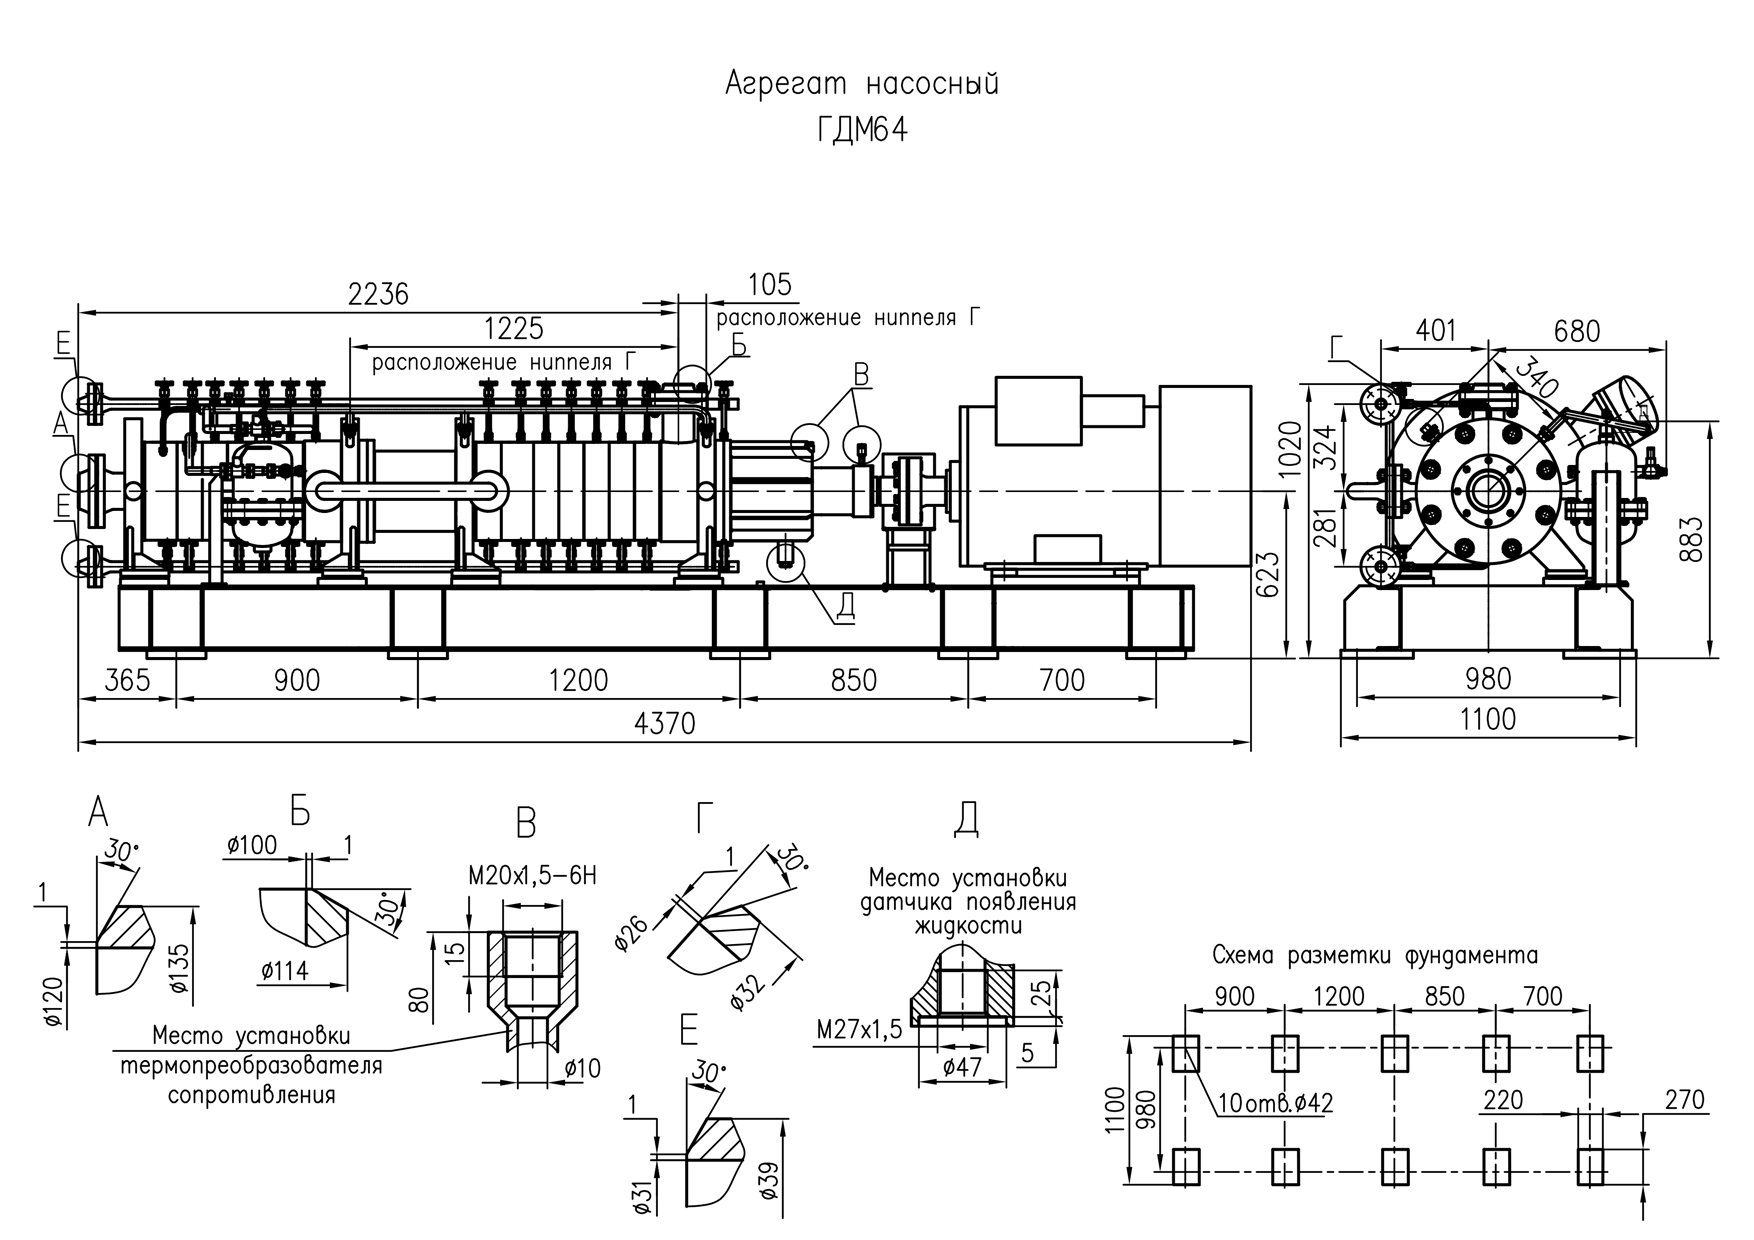 Агрегат насосный
ГДМ64
2236
105
расположение ниппеля Г
1225
расположение ниппеля Г
Е
А
Е
Б
В
Д
623
365
900
1200
850
700
4370
Г
401
680
340
Д
1020
324
281
883
980
1100
А
30°
1
ø120
ø135
Б
ø100
1
30°
ø114
В
М20х1,5-6Н
15
80
ø10
Место установки
термопреобразователя
сопротивления
Г
1
30°
ø26
ø32
Д
Место установки
датчика появления
жидкости
М27х1,5
25
5
ø47
Е
30°
1
ø31
ø39
Схема разметки фундамента
900
1200
850
700
1100
980
10отв.ø42
220
270